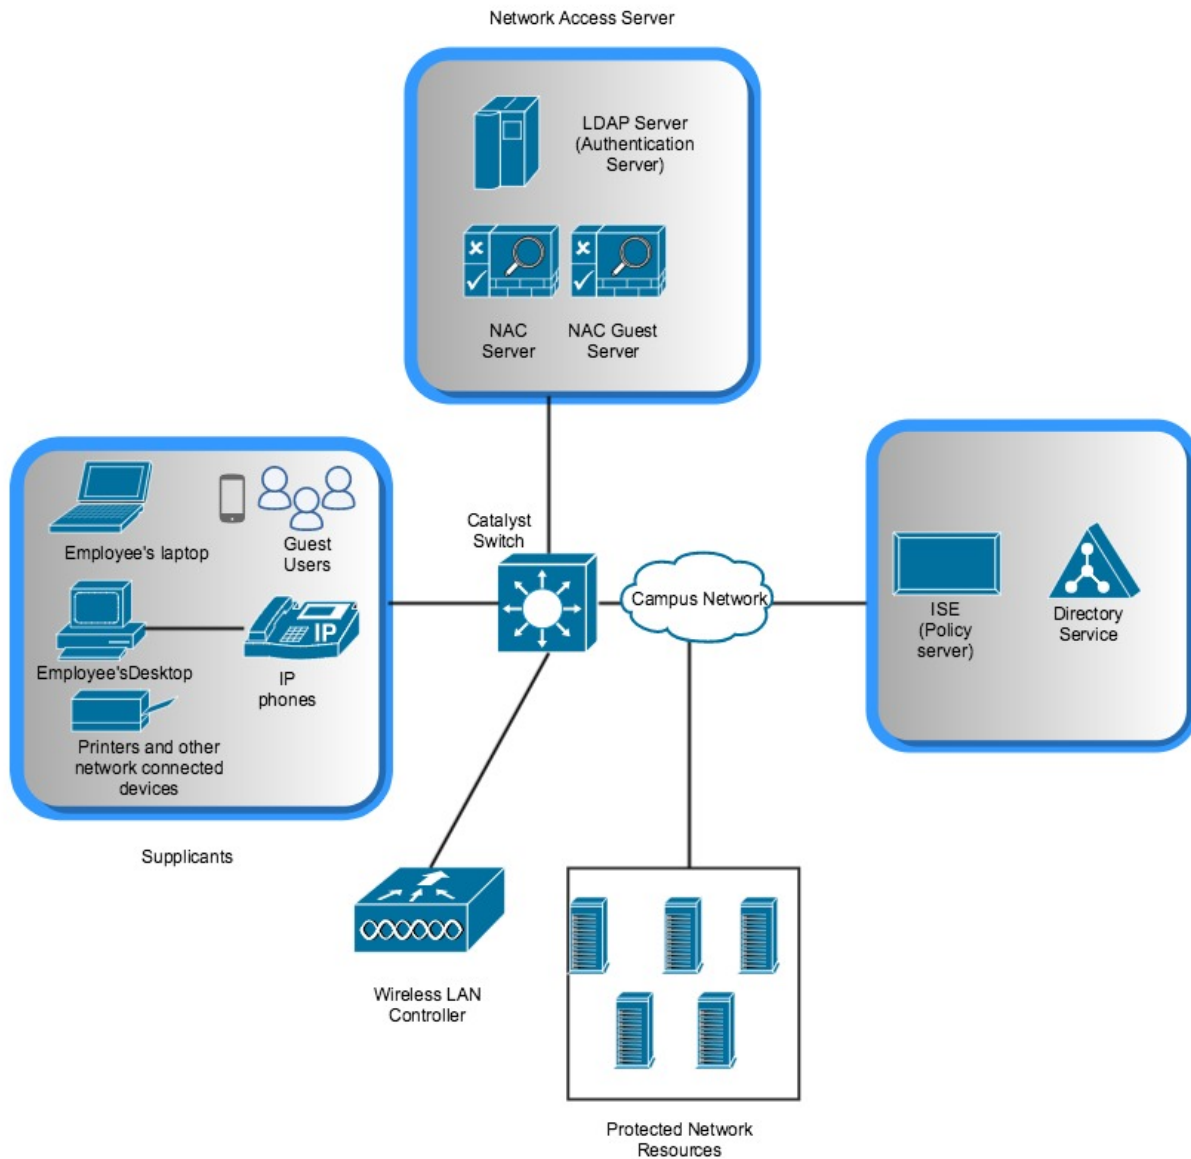 Network Access Server
LDAP Server
(Authentication
Server)
NAC
Server
NAC Guest
Server
Employee's laptop
Guest
Users
Employee'sDesktop
IP
IP
phones
Printers and other
network connected
devices
Supplicants
Catalyst
Switch
Campus Network
ISE
(Policy
server)
Directory
Service
Wireless LAN
Controller
Protected Network
Resources